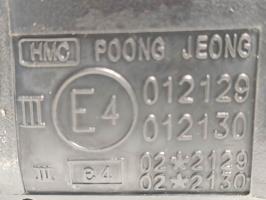 HMC POONG JEONG
III E4 012129
012130
III e4 02*2129
02*2130